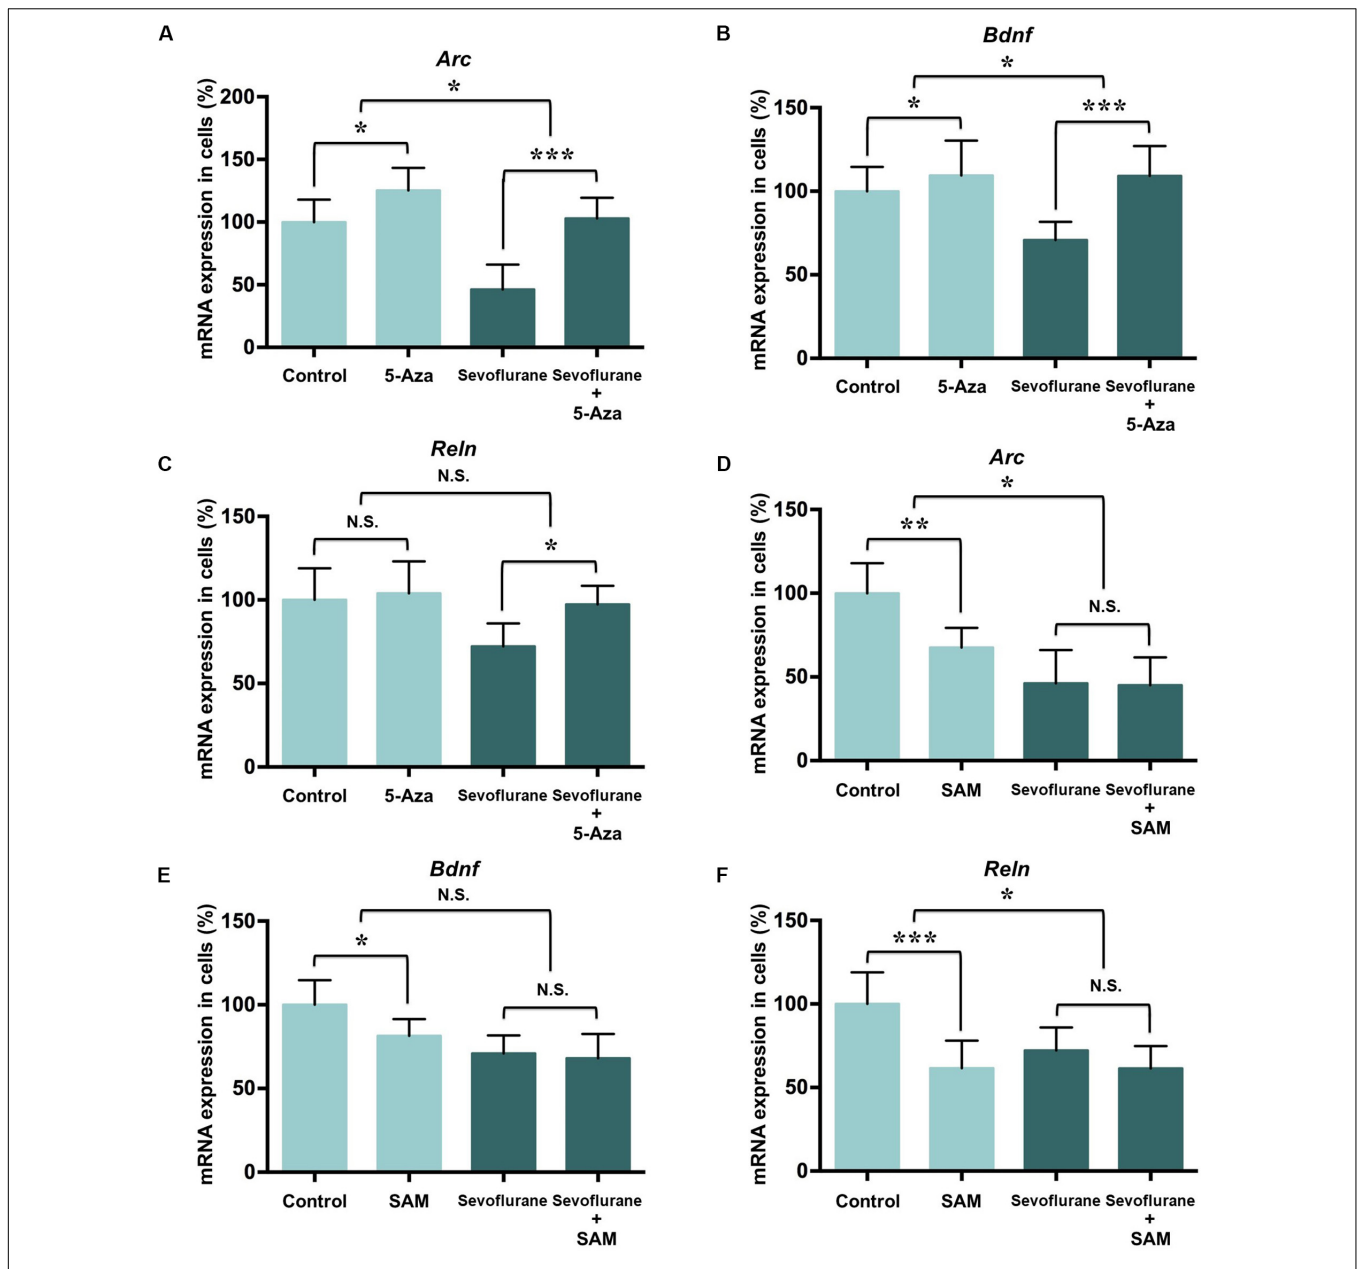 A
Arc
*
*
***
mRNA expression in cells (%)
200
150
100
50
0
Control
5-Aza
Sevoflurane
Sevoflurane
+
5-Aza
B
Bdnf
*
*
***
mRNA expression in cells (%)
150
100
50
0
Control
5-Aza
Sevoflurane
Sevoflurane
+
5-Aza
C
Reln
N.S.
N.S.
*
mRNA expression in cells (%)
150
100
50
0
Control
5-Aza
Sevoflurane
Sevoflurane
+
5-Aza
D
Arc
*
**
N.S.
mRNA expression in cells (%)
150
100
50
0
Control
SAM
Sevoflurane
Sevoflurane
+
SAM
E
Bdnf
N.S.
*
N.S.
mRNA expression in cells (%)
150
100
50
0
Control
SAM
Sevoflurane
Sevoflurane
+
SAM
F
Reln
*
***
N.S.
mRNA expression in cells (%)
150
100
50
0
Control
SAM
Sevoflurane
Sevoflurane
+
SAM